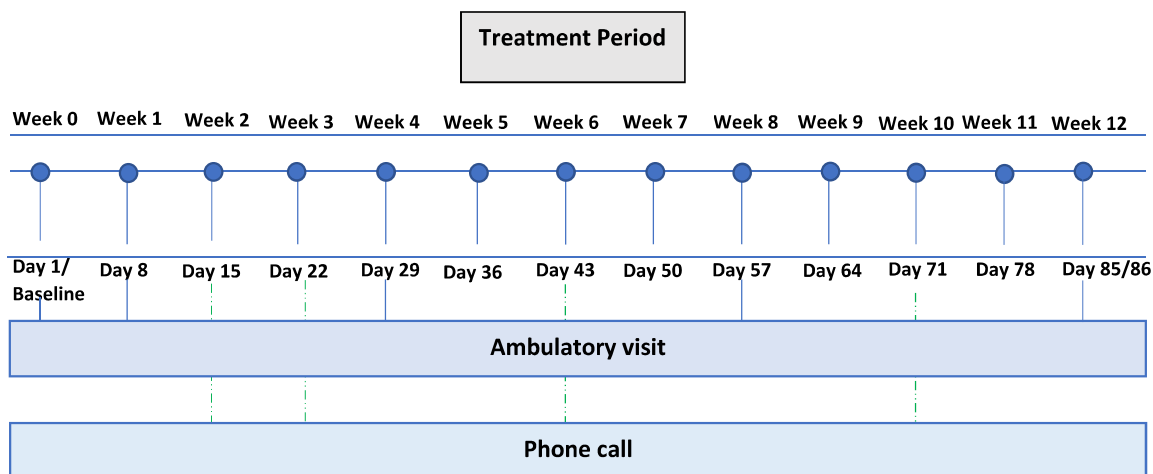 Treatment Period
Week 0 Week 1 Week 2 Week 3 Week 4 Week 5 Week 6 Week 7 Week 8 Week 9 Week 10 Week 11 Week 12
Day 1/ Day 8 Day 15 Day 22 Day 29 Day 36 Day 43 Day 50 Day 57 Day 64 Day 71 Day 78 Day 85/86
Baseline
Ambulatory visit
Phone call